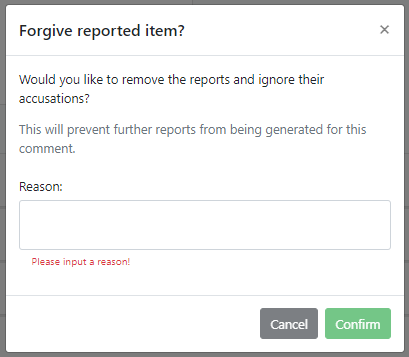 Forgive reported item?
×
Would you like to remove the reports and ignore their
accusations?
This will prevent further reports from being generated for this
comment.
Reason:
Please input a reason!
Cancel Confirm